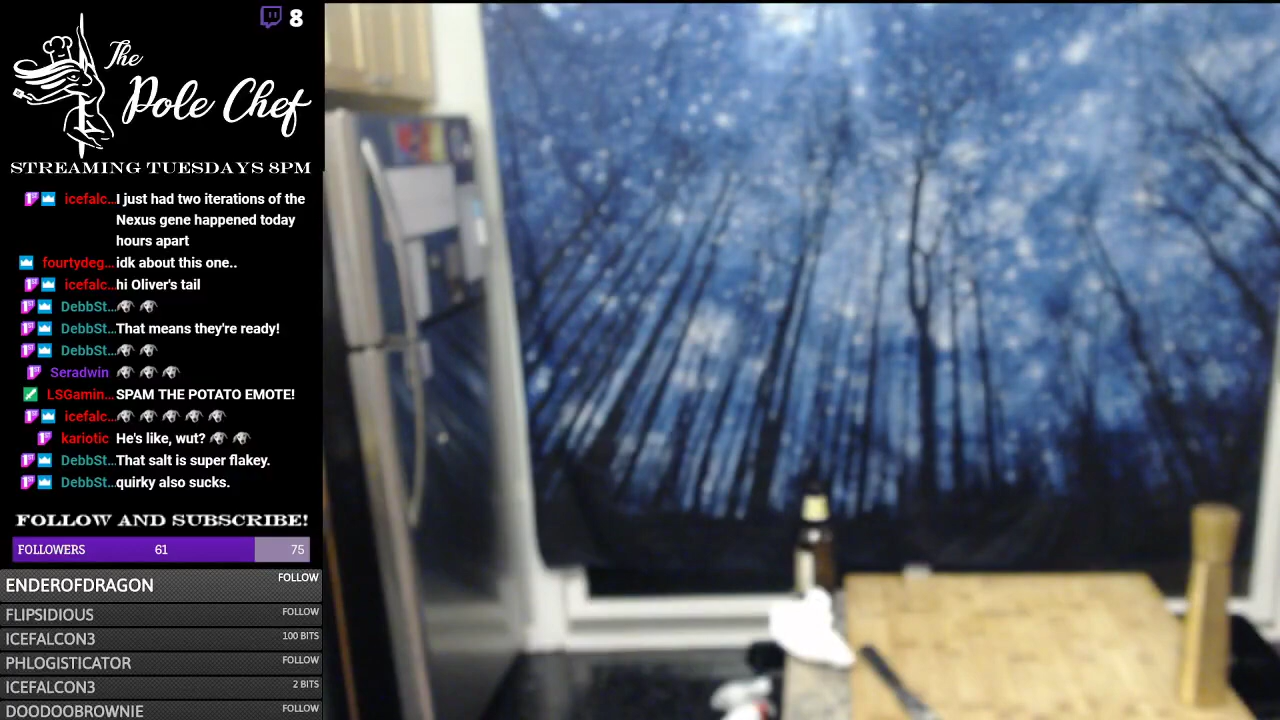 8
The
Pole Chef
STREAMING TUESDAYS 8PM
icefalc... I just had two iterations of the
Nexus gene happened today
hours apart
fourtydeg... idk about this one..
icefalc... hi Oliver's tail
DebbSt...
DebbSt... That means they're ready!
DebbSt...
Seradwin
LSGamin... SPAM THE POTATO EMOTE!
icefalc...
kariotic He's like, wut?
DebbSt... That salt is super flakey.
DebbSt... quirky also sucks.
FOLLOW AND SUBSCRIBE!
FOLLOWERS 61 75
ENDEROFDRAGON FOLLOW
FLIPSIDIOUS FOLLOW
ICEFALCON3 100 BITS
PHLOGISTICATOR FOLLOW
ICEFALCON3 2 BITS
DOODOOBROWNIE FOLLOW